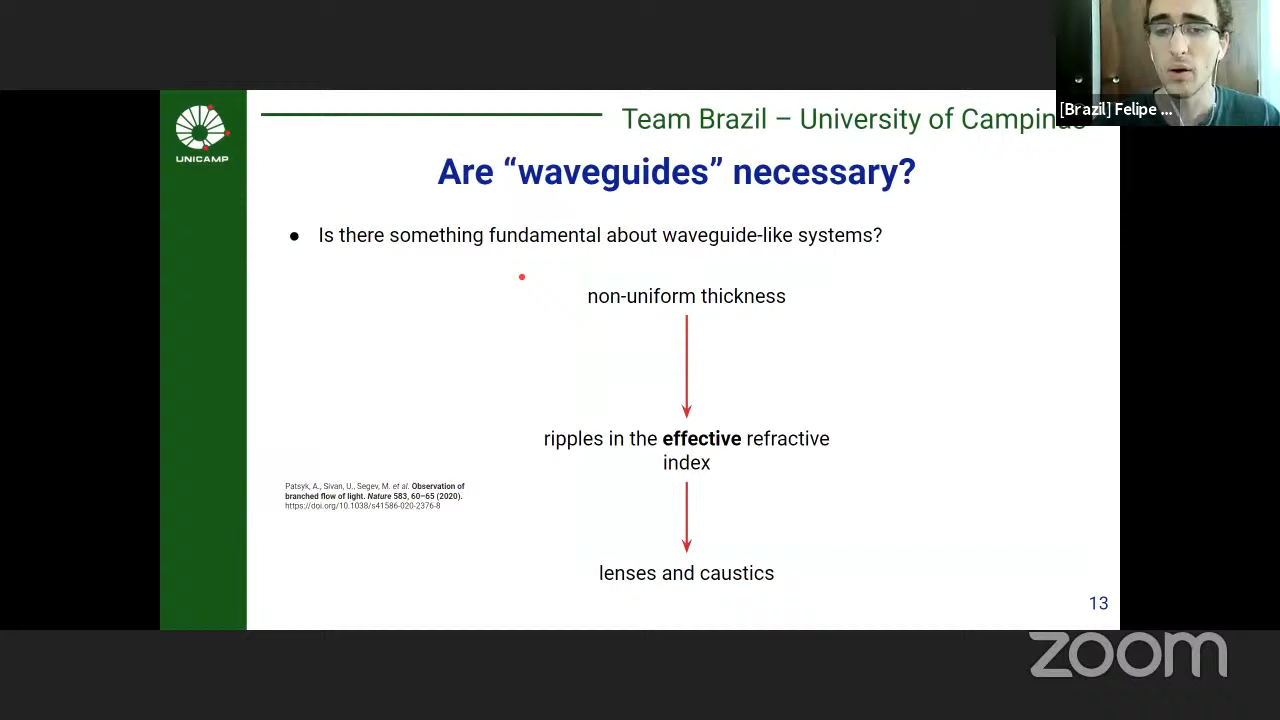 Team Brazil – University of Campinas
[Brazil] Felipe ...
UNICAMP
Are “waveguides” necessary?
● Is there something fundamental about waveguide-like systems?
non-uniform thickness
ripples in the effective refractive
index
Patsyk, A., Sivan, U., Segev, M. et al. Observation of
branched flow of light. Nature 583, 60–65 (2020).
https://doi.org/10.1038/s41586-020-2376-8
lenses and caustics
13
zoom